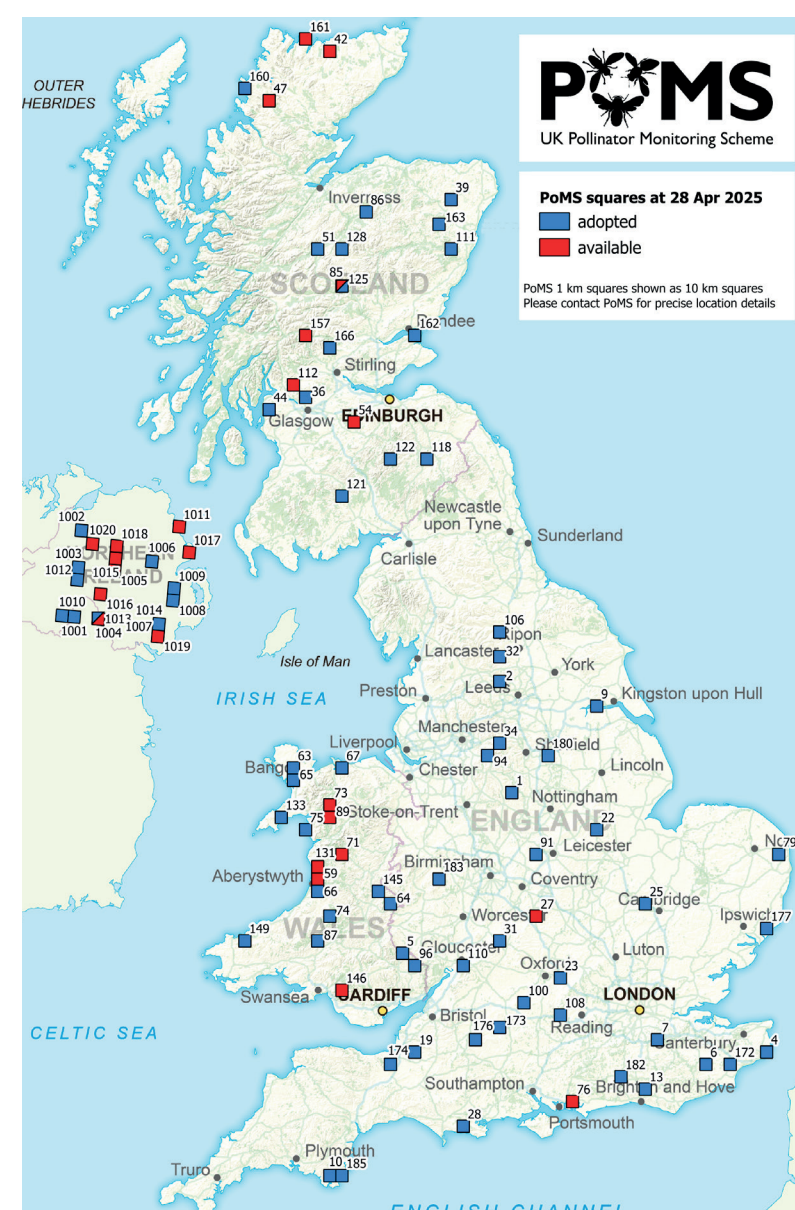 161
42
160
47
OUTER
HEBRIDES
POMS
UK Pollinator Monitoring Scheme
PoMS squares at 28 Apr 2025
adopted
available
PoMS 1 km squares shown as 10 km squares
Please contact PoMS for precise location details
Inverness
86
39
163
51
128
111
85
125
SCOTLAND
157
166
Dundee
162
Stirling
112
36
44
Glasgow
54
EDINBURGH
122
118
121
Newcastle
upon Tyne
Sunderland
Carlisle
1002
1020
1018
1011
1017
1003
1006
NORTHERN
IRELAND
1012
1015
1005
1009
1016
1008
1010
1014
1013
1001
1004
1007
1019
Isle of Man
IRISH SEA
106
Ripon
Lancaster
32
York
2
Leeds
Preston
9
Kingston upon Hull
Manchester
34
Liverpool
94
Sheffield
180
63
67
Bangor
65
Chester
Lincoln
1
73
133
89
Stoke-on-Trent
Nottingham
75
ENGLAND
22
71
91
Leicester
79
131
Birmingham
Aberystwyth
59
183
Coventry
66
145
64
25
Cambridge
74
Worcester
27
Ipswich
177
WALES
149
87
5
Gloucester
31
Luton
96
110
Oxford
23
146
Swansea
CARDIFF
100
LONDON
108
Reading
CELTIC SEA
Bristol
173
176
7
Canterbury
4
19
174
6
172
182
13
Southampton
Brighton and Hove
76
Portsmouth
28
Plymouth
10
185
Truro
ENGLISH CHANNEL